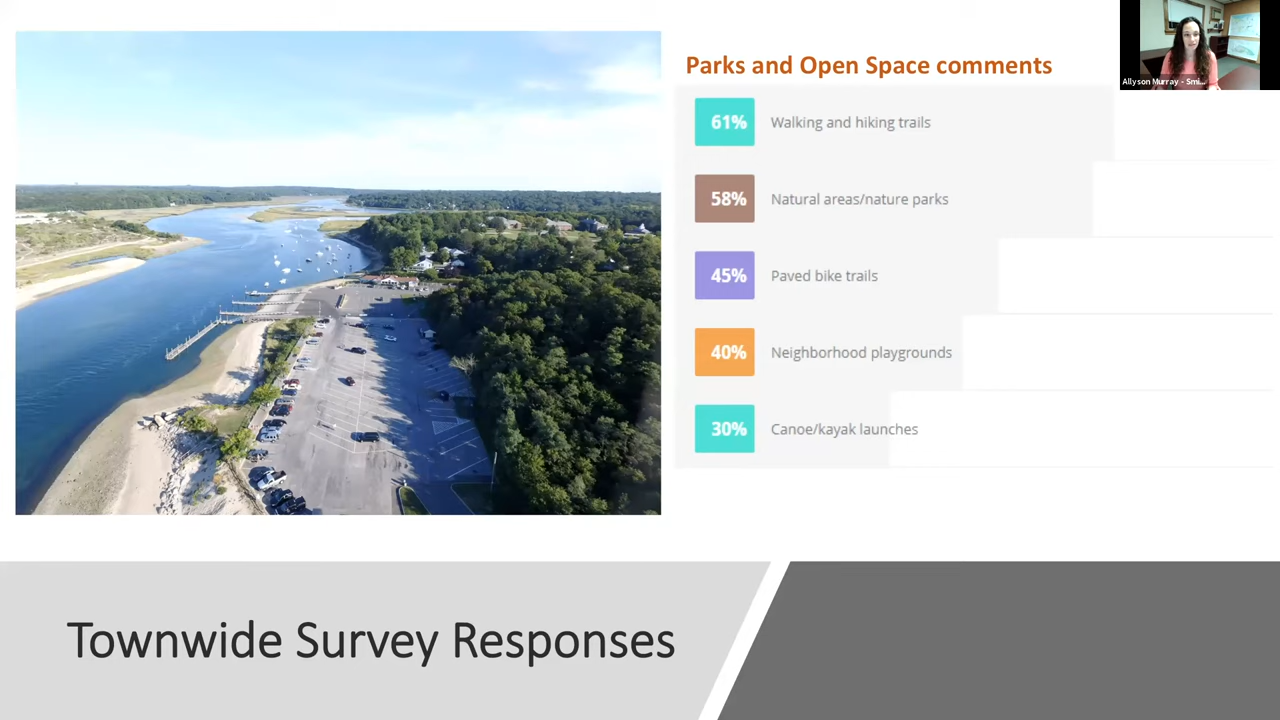 Parks and Open Space comments
Allyson Murray - Smi...
61% Walking and hiking trails
58% Natural areas/nature parks
45% Paved bike trails
40% Neighborhood playgrounds
30% Canoe/kayak launches
Townwide Survey Responses